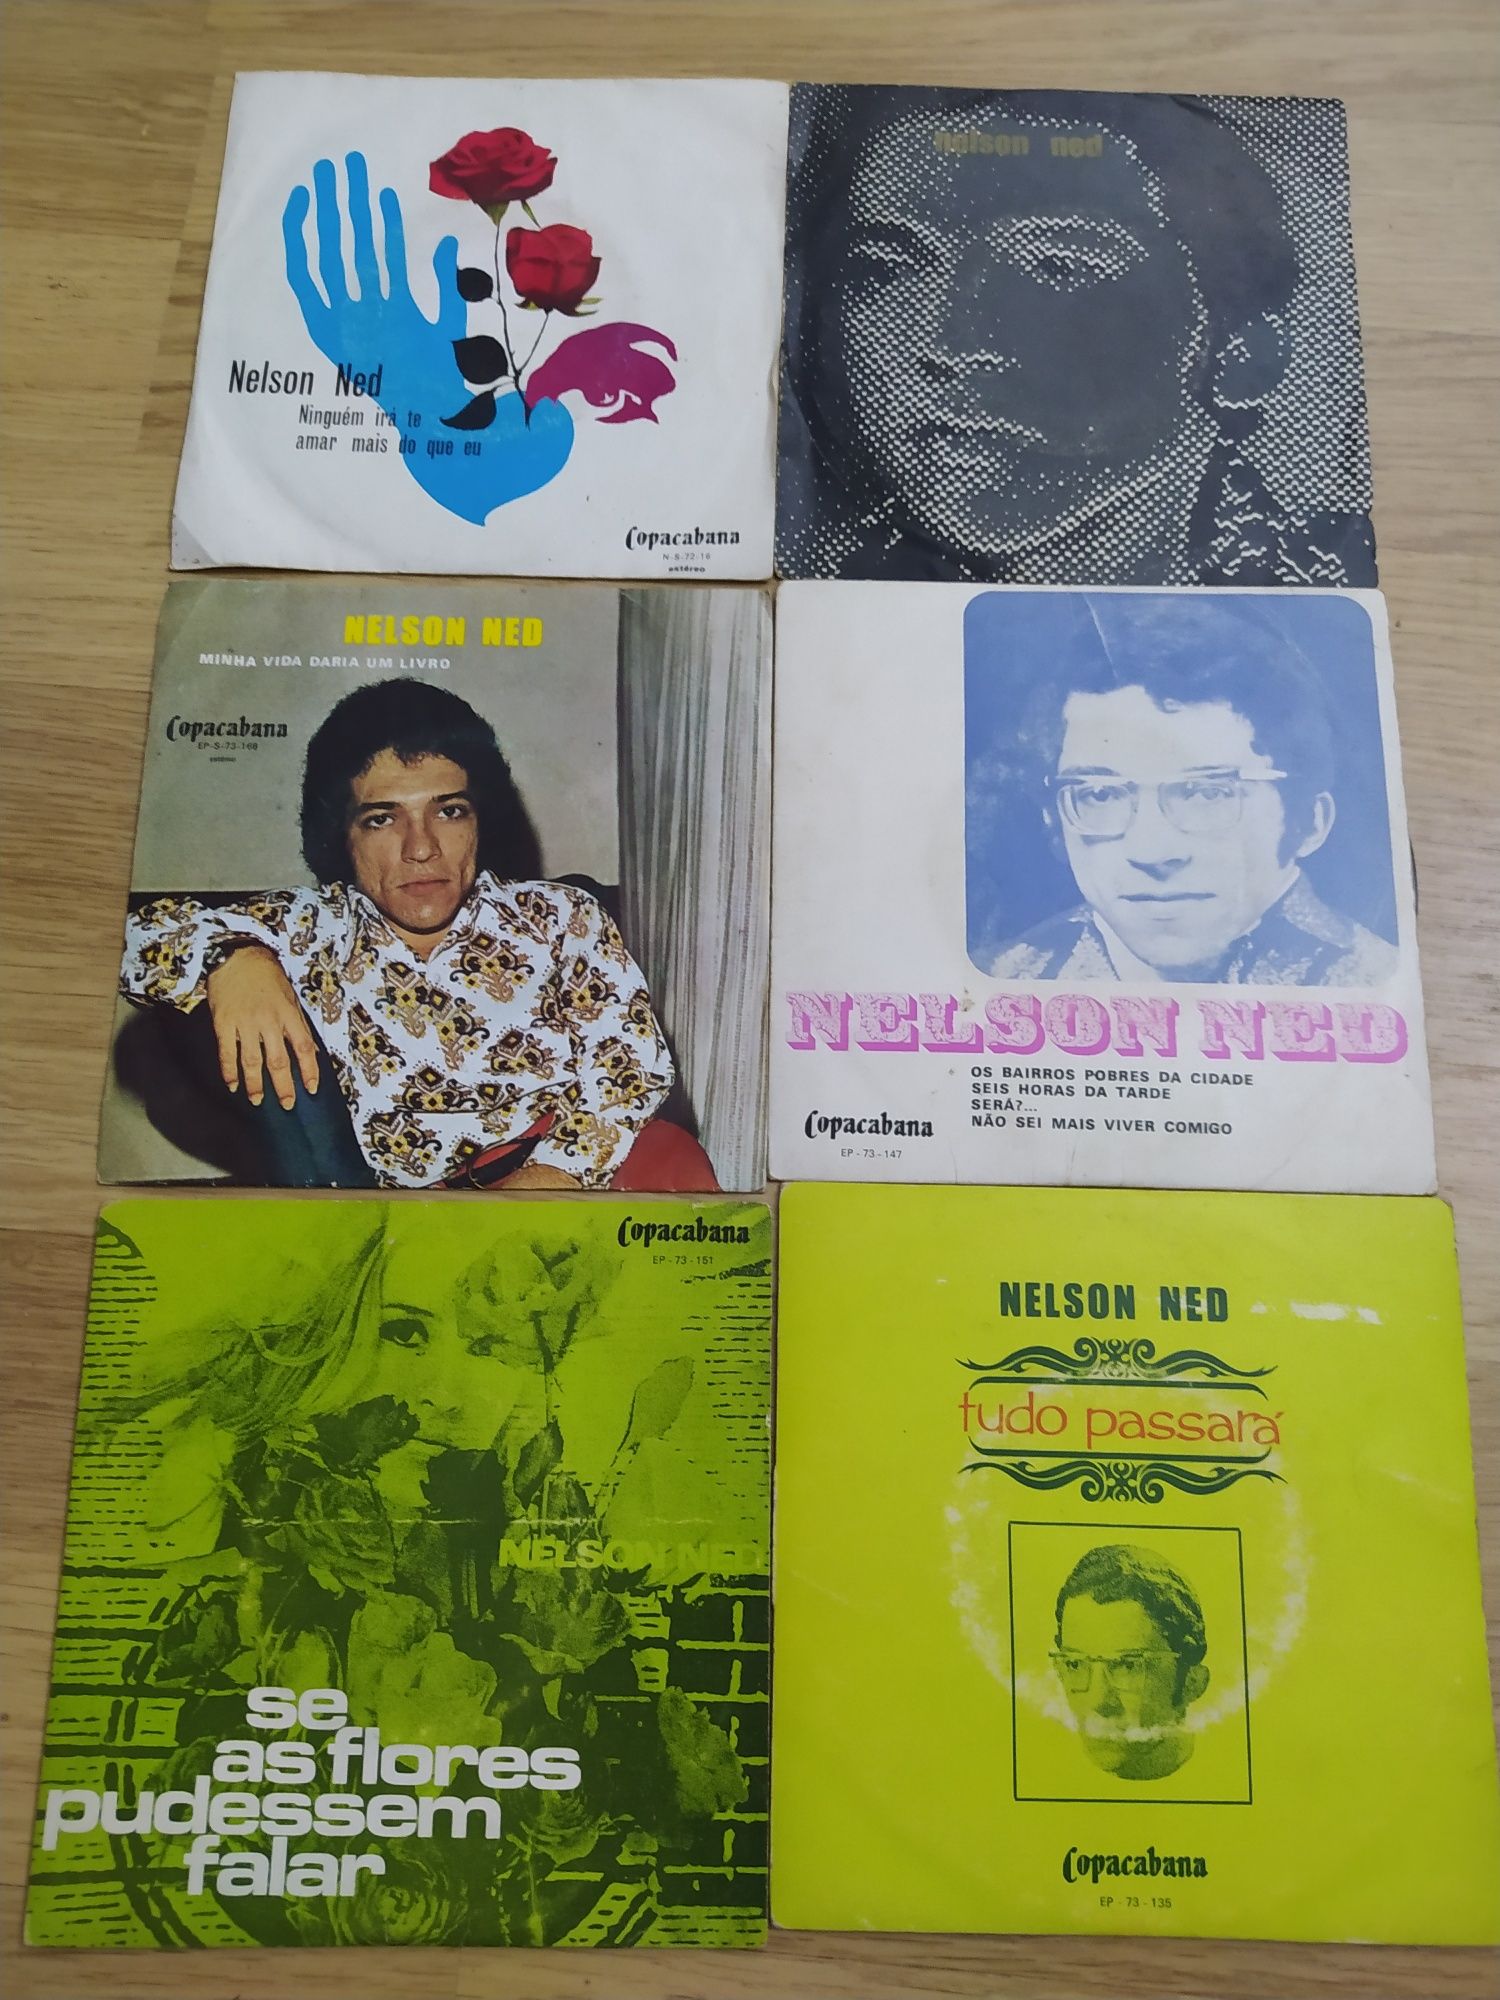 Nelson Ned
Ninguém irá te
amar mais do que eu
Copacabana
N-S-72-16
estéreo
nelson ned
NELSON NED
MINHA VIDA DARIA UM LIVRO
Copacabana
EP-S-73-168
estéreo
NELSON NED
OS BAIRROS POBRES DA CIDADE
SEIS HORAS DA TARDE
SERÁ?...
NÃO SEI MAIS VIVER COMIGO
Copacabana
EP - 73 - 147
Copacabana
EP - 73 - 151
NELSON NED
se
as flores
pudessem
falar
NELSON NED
tudo passará
Copacabana
EP - 73 - 135